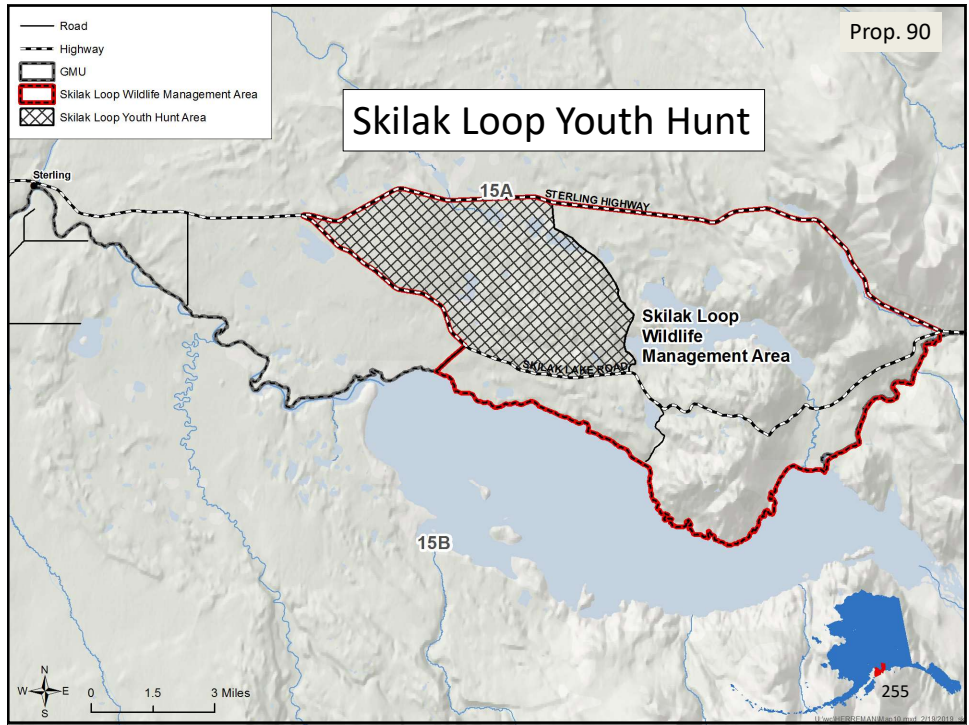 Road
Highway
GMU
Skilak Loop Wildlife Management Area
Skilak Loop Youth Hunt Area
Prop. 90
Skilak Loop Youth Hunt
Sterling
15A
STERLING HIGHWAY
Skilak Loop
Wildlife
Management Area
SKILAK LAKE ROAD
15B
N
W E
S
0 1.5 3 Miles
255